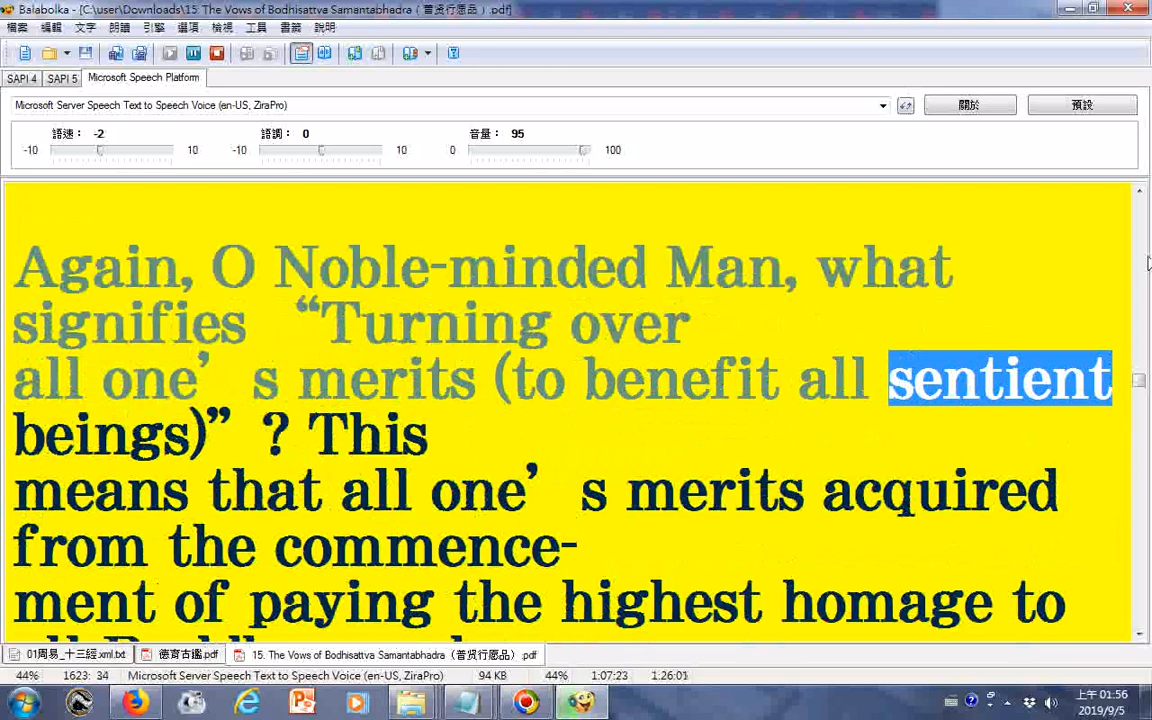 Balabolka - [C:\user\Downloads\15. The Vows of Bodhisattva Samantabhadra (普贤行愿品) .pdf]
檔案 編輯 文字 朗讀 引擎 選項 檢視 工具 書籤 說明
SAPI 4 SAPI 5 Microsoft Speech Platform
Microsoft Server Speech Text to Speech Voice (en-US, ZiraPro) 關於 預設
語速： -2 語調： 0 音量： 95
-10 10 -10 10 0 100
Again, O Noble-minded Man, what
signifies “Turning over
all one’s merits (to benefit all sentient
beings)”? This
means that all one’s merits acquired
from the commence-
ment of paying the highest homage to
01周易_十三經.xml.txt 德育古鑑.pdf 15. The Vows of Bodhisattva Samantabhadra (普贤行愿品) .pdf
44% 1623: 34 Microsoft Server Speech Text to Speech Voice (en-US, ZiraPro) 94 KB 44% 1:07:23 1:26:01
上午 01:56
2019/9/5